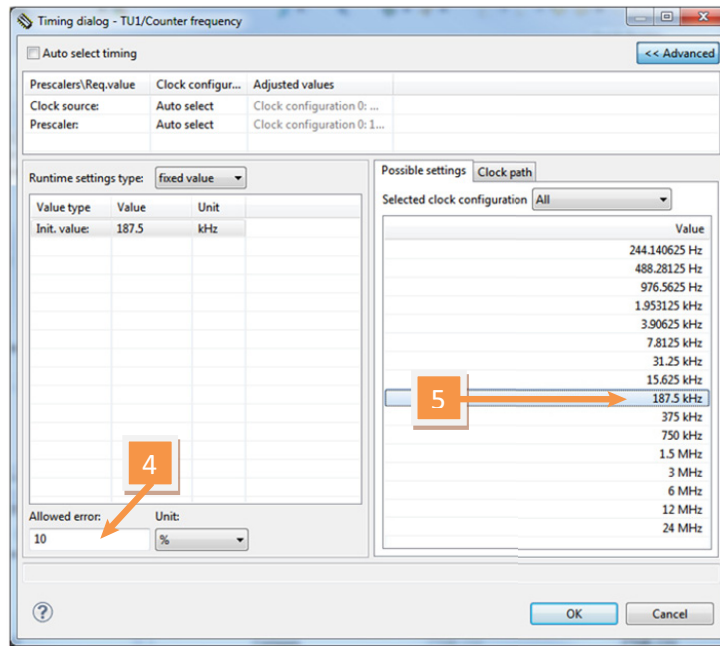 Timing dialog - TU1/Counter frequency
Auto select timing
<< Advanced
Prescalers\Req.value Clock configur... Adjusted values
Clock source: Auto select Clock configuration 0: ...
Prescaler: Auto select Clock configuration 0: 1...
Runtime settings type: fixed value
Value type Value Unit
Init. value: 187.5 kHz
4
Allowed error: Unit:
10 %
Possible settings Clock path
Selected clock configuration All
Value
244.140625 Hz
488.28125 Hz
976.5625 Hz
1.953125 kHz
3.90625 kHz
7.8125 kHz
31.25 kHz
15.625 kHz
5 187.5 kHz
375 kHz
750 kHz
1.5 MHz
3 MHz
6 MHz
12 MHz
24 MHz
?
OK Cancel